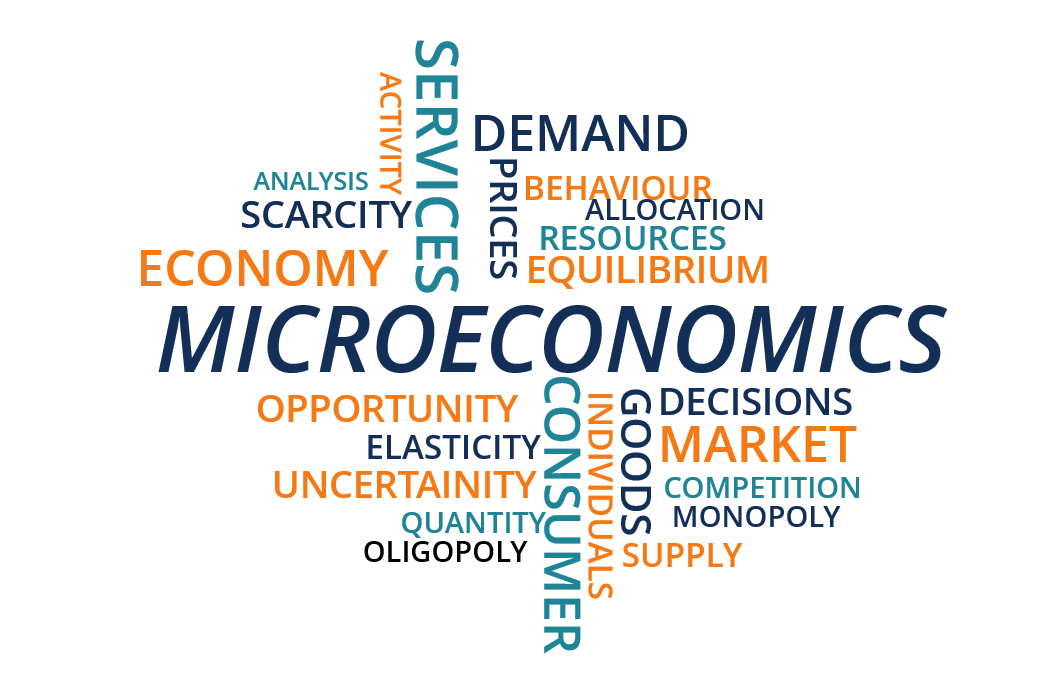 SERVICES
ACTIVITY
DEMAND
PRICES
ANALYSIS
BEHAVIOUR
SCARCITY
ALLOCATION
RESOURCES
ECONOMY
EQUILIBRIUM
MICROECONOMICS
CONSUMER
INDIVIDUALS
GOODS
DECISIONS
OPPORTUNITY
MARKET
ELASTICITY
UNCERTAINITY
COMPETITION
QUANTITY
MONOPOLY
OLIGOPOLY
SUPPLY